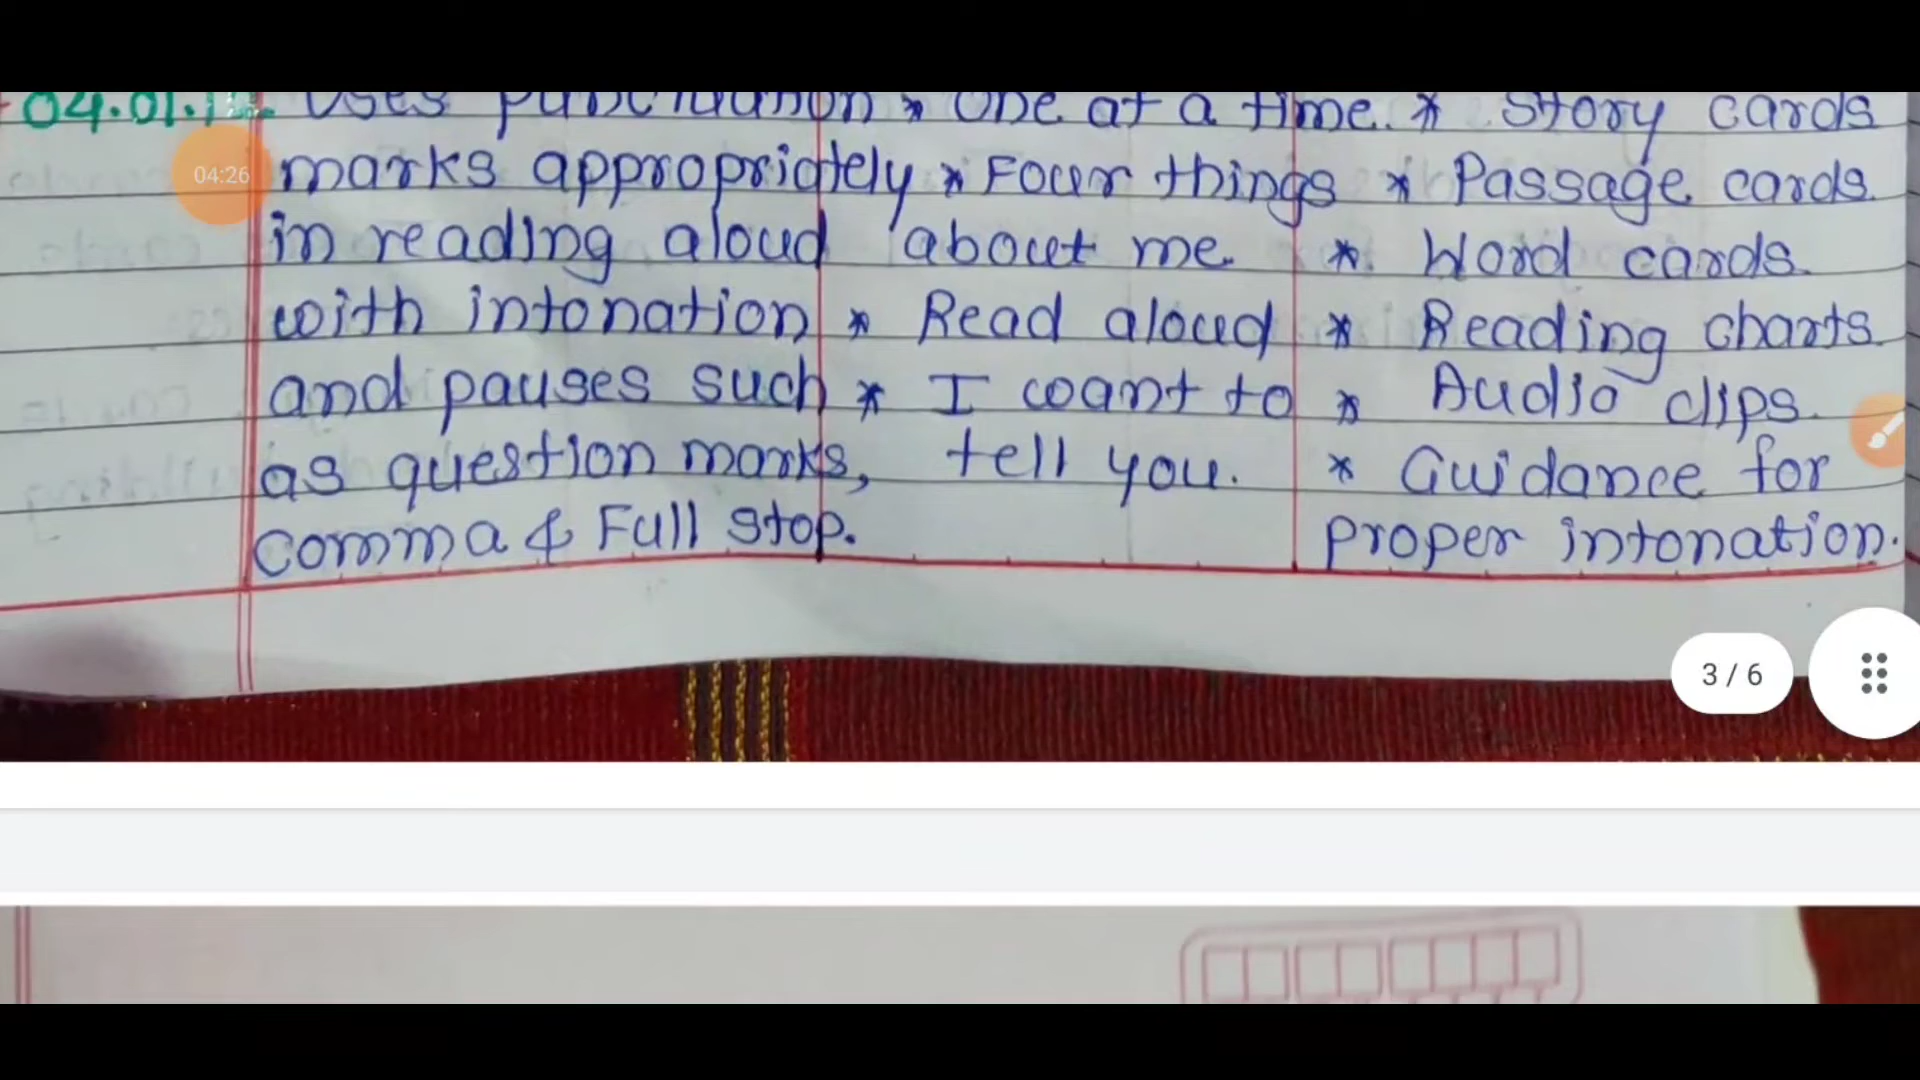 04.01.1 Uses punctuation * One at a time. * Story cards
04:26 marks appropriately * Four things * Passage cards.
in reading aloud about me. * Word cards.
with intonation * Read aloud * Reading charts
and pauses such * I want to * Audio clips.
as question marks, tell you. * Guidance for
comma & Full stop. proper intonation.
3 / 6